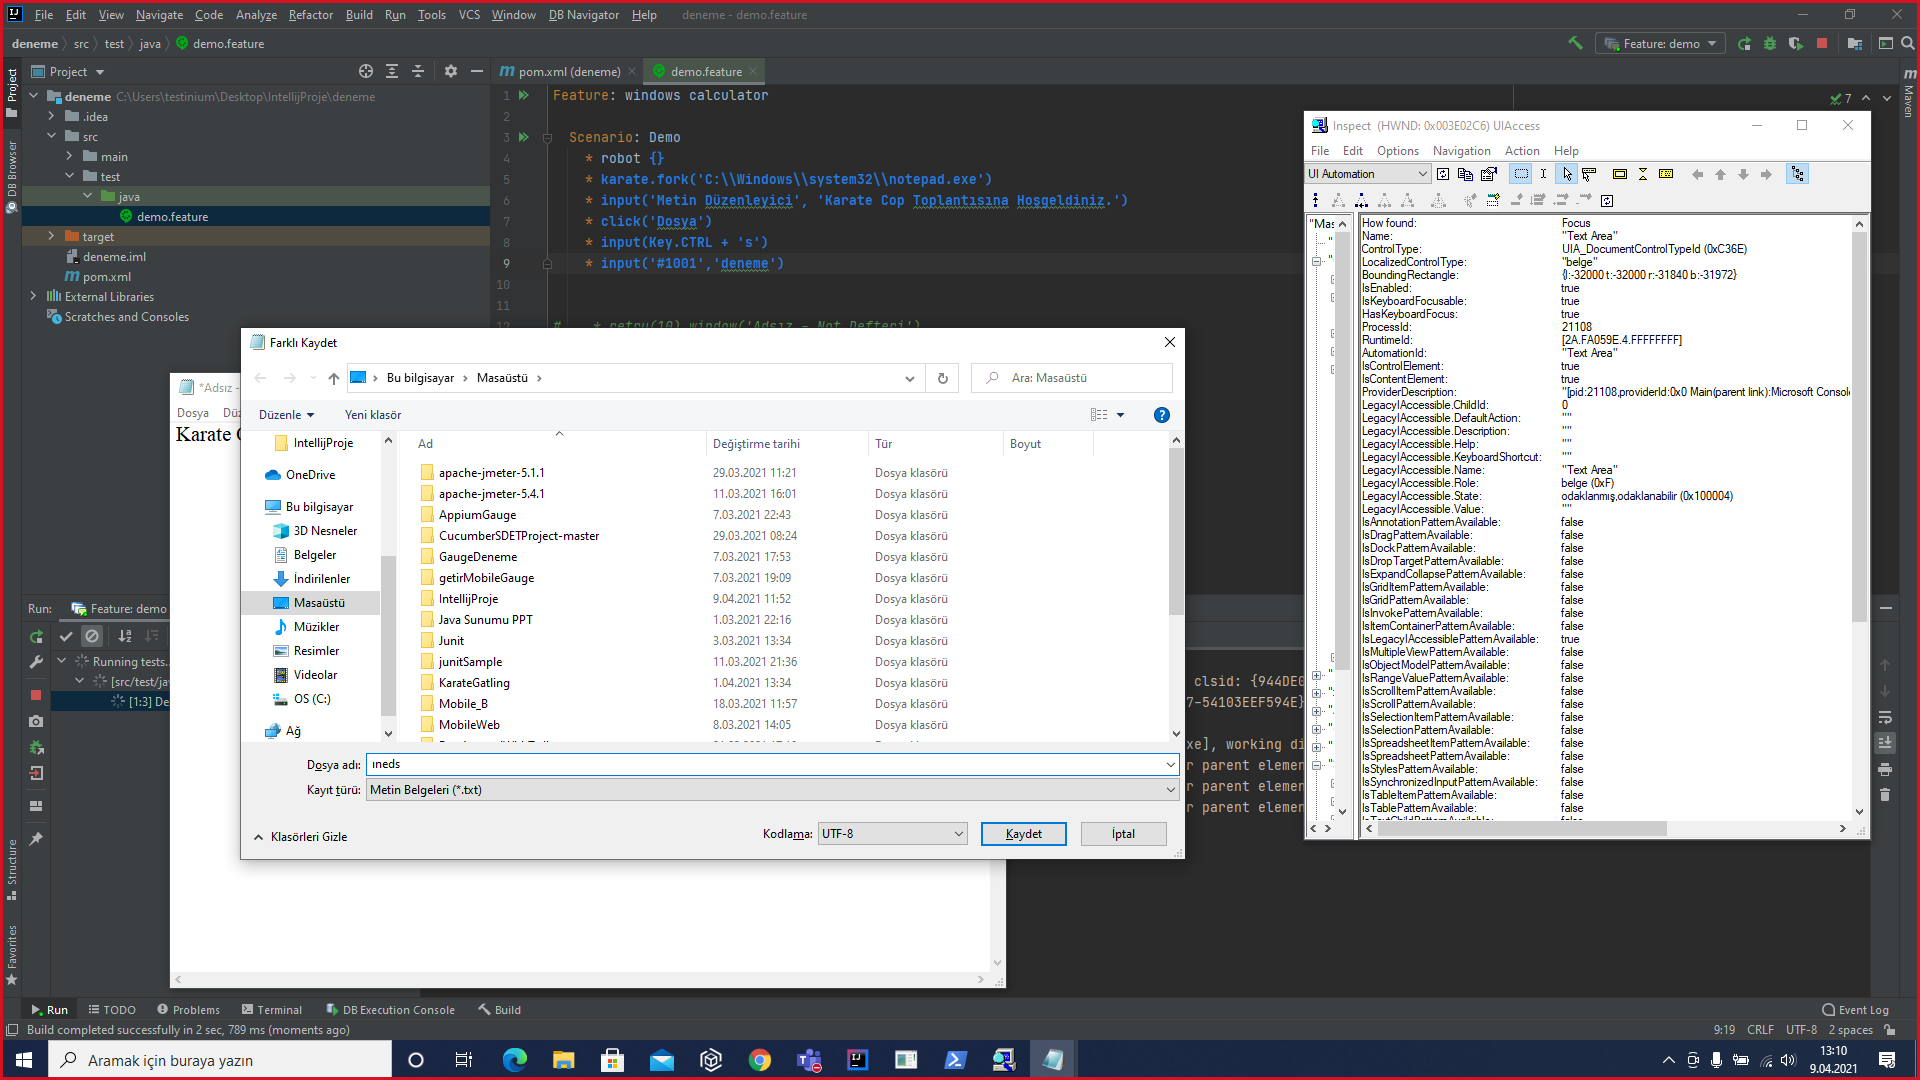 File Edit View Navigate Code Analyze Refactor Build Run Tools VCS Window DB Navigator Help deneme - demo.feature
deneme src test java demo.feature
Feature: demo
Project
pom.xml (deneme)
demo.feature
deneme C:\Users\testinium\Desktop\IntellijProje\deneme
.idea
src
main
test
java
demo.feature
target
deneme.iml
pom.xml
External Libraries
Scratches and Consoles
Project
DB Browser
Structure
Favorites
Maven
7
1 Feature: windows calculator
2
3 Scenario: Demo
4 * robot {}
5 * karate.fork('C:\\Windows\\system32\\notepad.exe')
6 * input('Metin Düzenleyici', 'Karate Cop Toplantısına Hoşgeldiniz.')
7 * click('Dosya')
8 * input(Key.CTRL + 's')
9 * input('#1001','deneme')
10
11
12 # * retry(10).window('Adsız - Not Defteri')
*Adsız -
Dosya Düz
Karate
Farklı Kaydet
Bu bilgisayar Masaüstü
Ara: Masaüstü
Düzenle Yeni klasör
IntellijProje
OneDrive
Bu bilgisayar
3D Nesneler
Belgeler
İndirilenler
Masaüstü
Müzikler
Resimler
Videolar
OS (C:)
Ağ
Ad Değiştirme tarihi Tür Boyut
apache-jmeter-5.1.1 29.03.2021 11:21 Dosya klasörü
apache-jmeter-5.4.1 11.03.2021 16:01 Dosya klasörü
AppiumGauge 7.03.2021 22:43 Dosya klasörü
CucumberSDETProject-master 29.03.2021 08:24 Dosya klasörü
GaugeDeneme 7.03.2021 17:53 Dosya klasörü
getirMobileGauge 7.03.2021 19:09 Dosya klasörü
IntellijProje 9.04.2021 11:52 Dosya klasörü
Java Sunumu PPT 1.03.2021 22:16 Dosya klasörü
Junit 3.03.2021 13:34 Dosya klasörü
junitSample 11.03.2021 21:36 Dosya klasörü
KarateGatling 1.04.2021 13:34 Dosya klasörü
Mobile_B 18.03.2021 11:57 Dosya klasörü
MobileWeb 8.03.2021 14:05 Dosya klasörü
Dosya adı: ıneds
Kayıt türü: Metin Belgeleri (*.txt)
Klasörleri Gizle
Kodlama: UTF-8
Kaydet
İptal
Run: Feature: demo
Running tests..
[src/test/ja
[1:3] De
clsid: {944DE0
7-54103EEF594E}
xe], working di
r parent elemen
r parent elemen
r parent elemen
Inspect (HWND: 0x003E02C6) UIAccess
File Edit Options Navigation Action Help
UI Automation
"Mas
How found: Focus
Name: "Text Area"
ControlType: UIA_DocumentControlTypeId (0xC36E)
LocalizedControlType: "belge"
BoundingRectangle: {l:-32000 t:-32000 r:-31840 b:-31972}
IsEnabled: true
IsKeyboardFocusable: true
HasKeyboardFocus: true
ProcessId: 21108
RuntimeId: [2A.FA059E.4.FFFFFFFF]
AutomationId: "Text Area"
IsControlElement: true
IsContentElement: true
ProviderDescription: "[pid:21108,providerId:0x0 Main(parent link):Microsoft Consol
LegacyIAccessible.ChildId: 0
LegacyIAccessible.DefaultAction: ""
LegacyIAccessible.Description: ""
LegacyIAccessible.Help: ""
LegacyIAccessible.KeyboardShortcut: ""
LegacyIAccessible.Name: "Text Area"
LegacyIAccessible.Role: belge (0xF)
LegacyIAccessible.State: odaklanmış,odaklanabilir (0x100004)
LegacyIAccessible.Value: ""
IsAnnotationPatternAvailable: false
IsDragPatternAvailable: false
IsDockPatternAvailable: false
IsDropTargetPatternAvailable: false
IsExpandCollapsePatternAvailable: false
IsGridItemPatternAvailable: false
IsGridPatternAvailable: false
IsInvokePatternAvailable: false
IsItemContainerPatternAvailable: false
IsLegacyIAccessiblePatternAvailable: true
IsMultipleViewPatternAvailable: false
IsObjectModelPatternAvailable: false
IsRangeValuePatternAvailable: false
IsScrollItemPatternAvailable: false
IsScrollPatternAvailable: false
IsSelectionItemPatternAvailable: false
IsSelectionPatternAvailable: false
IsSpreadsheetItemPatternAvailable: false
IsSpreadsheetPatternAvailable: false
IsStylesPatternAvailable: false
IsSynchronizedInputPatternAvailable: false
IsTableItemPatternAvailable: false
IsTablePatternAvailable: false
IsTextChildPatternAvailable: false
Run TODO Problems Terminal DB Execution Console Build Event Log
Build completed successfully in 2 sec, 789 ms (moments ago)
9:19 CRLF UTF-8 2 spaces
Aramak için buraya yazın
13:10
9.04.2021